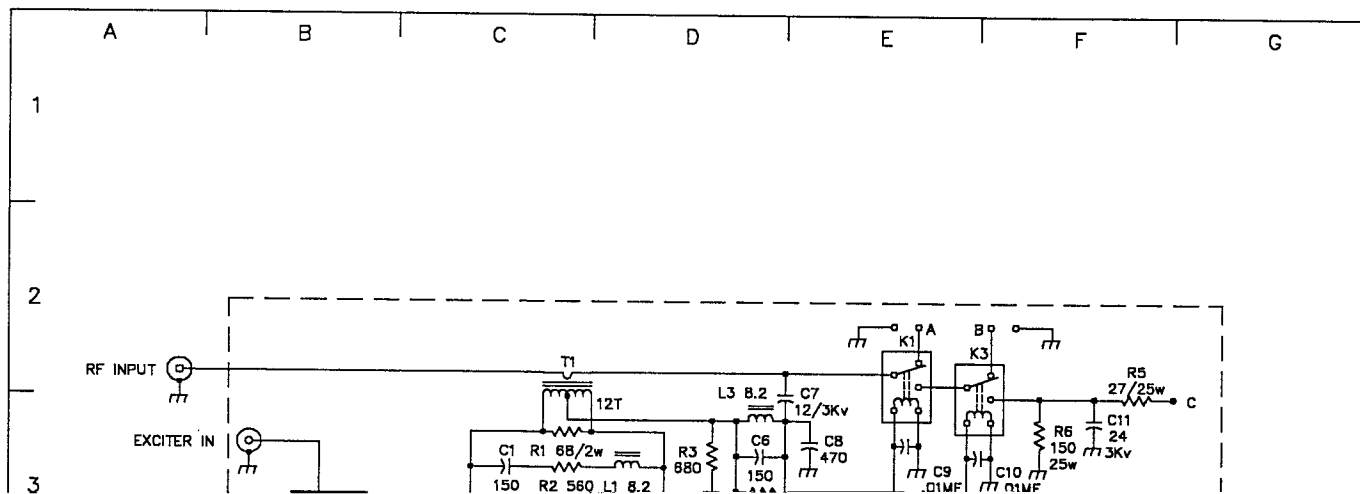 A B C D E F G
1
2
3
RF INPUT
EXCITER IN
T1
12T
R1 68/2w
C1
150
R2 560
L1 8.2
R3
680
L3 8.2
C6
150
C7
12/3Kv
C8
470
K1
A
B
K3
C9
.01MF
C10
.01MF
R6
150
25w
C11
24
3Kv
R5
27/25w
C